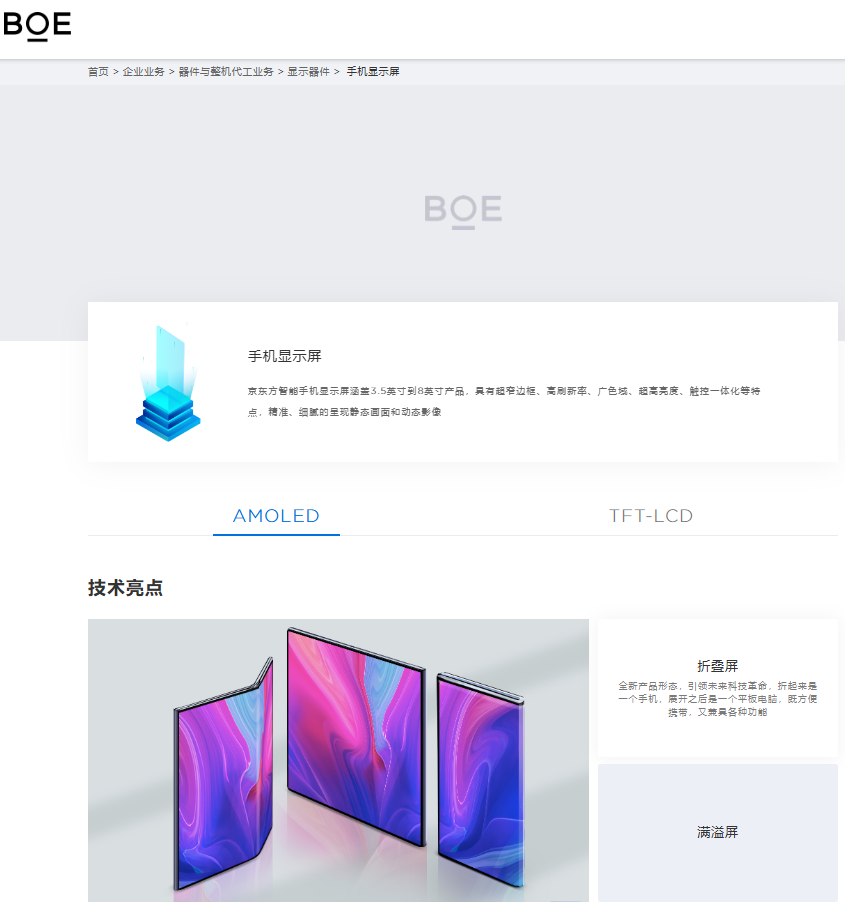 BOE
首页 > 企业业务 > 器件与整机代工业务 > 显示器件 > 手机显示屏
BOE
手机显示屏
京东方智能手机显示屏涵盖3.5英寸到8英寸产品，具有超窄边框、高刷新率、广色域、超高亮度、触控一体化等特
点，精准、细腻的呈现静态画面和动态影像
AMOLED
TFT-LCD
技术亮点
折叠屏
全新产品形态，引领未来科技革命，折起来是
一个手机，展开之后是一个平板电脑，既方便
携带，又兼具各种功能
满溢屏